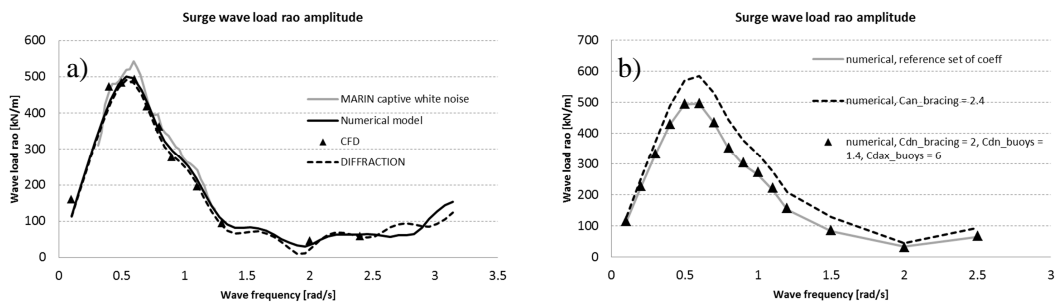 Surge wave load rao amplitude
a)
Wave load rao [kN/m]
600
500
400
300
200
100
0
MARIN captive white noise
Numerical model
CFD
DIFFRACTION
0 0.5 1 1.5 2 2.5 3 3.5
Wave frequency [rad/s]
Surge wave load rao amplitude
b)
Wave load rao [kN/m]
700
600
500
400
300
200
100
0
numerical, reference set of coeff
numerical, Can_bracing = 2.4
numerical, Cdn_bracing = 2, Cdn_buoys =
1.4, Cdax_buoys = 6
0 0.5 1 1.5 2 2.5 3
Wave frequency [rad/s]